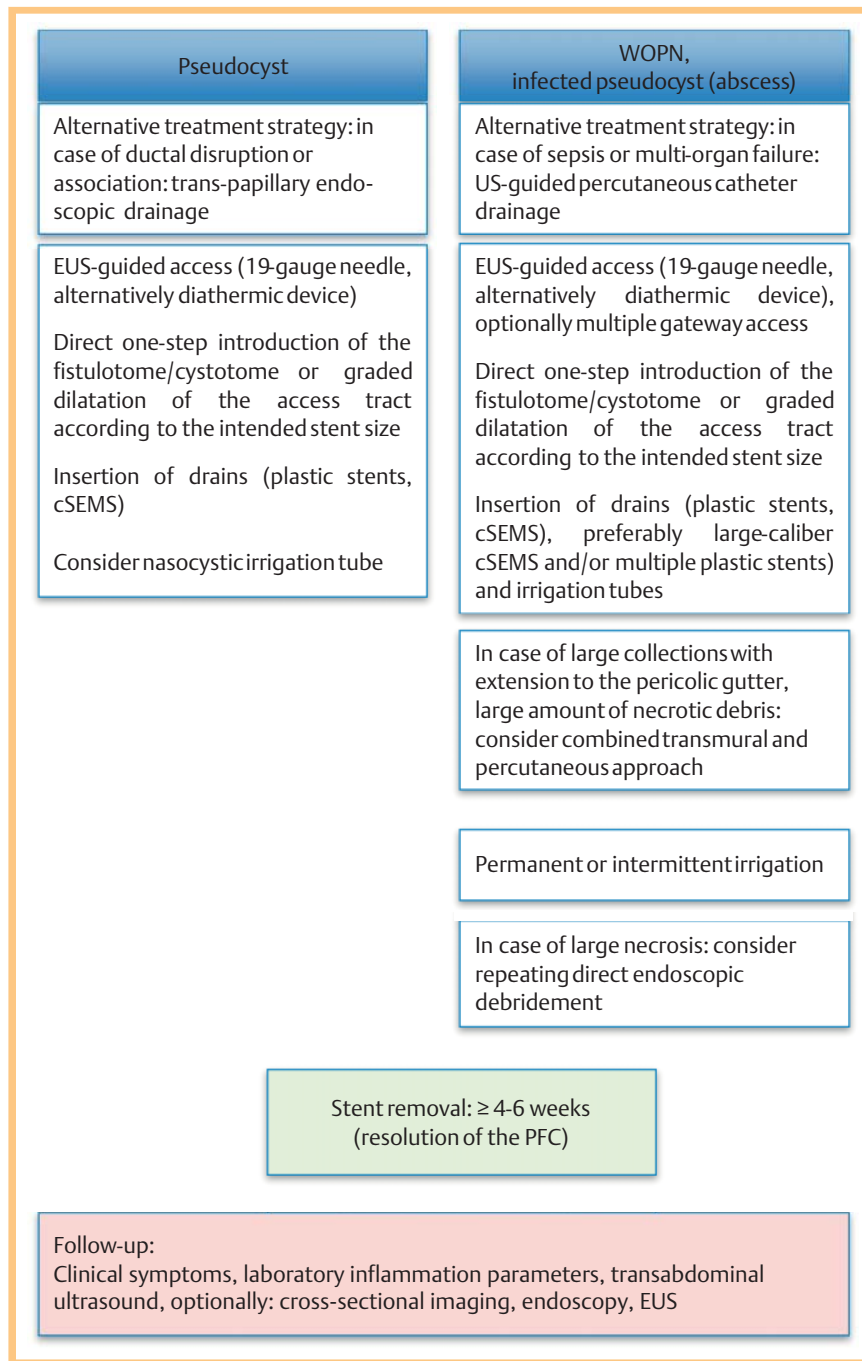 Pseudocyst
Alternative treatment strategy: in
case of ductal disruption or
association: trans-papillary endo-
scopic drainage
EUS-guided access (19-gauge needle,
alternatively diathermic device)
Direct one-step introduction of the
fistulotome/cystotome or graded
dilatation of the access tract
according to the intended stent size
Insertion of drains (plastic stents,
cSEMS)
Consider nasocystic irrigation tube
WOPN,
infected pseudocyst (abscess)
Alternative treatment strategy: in
case of sepsis or multi-organ failure:
US-guided percutaneous catheter
drainage
EUS-guided access (19-gauge needle,
alternatively diathermic device),
optionally multiple gateway access
Direct one-step introduction of the
fistulotome/cystotome or graded
dilatation of the access tract
according to the intended stent size
Insertion of drains (plastic stents,
cSEMS), preferably large-caliber
cSEMS and/or multiple plastic stents)
and irrigation tubes
In case of large collections with
extension to the pericolic gutter,
large amount of necrotic debris:
consider combined transmural and
percutaneous approach
Permanent or intermittent irrigation
In case of large necrosis: consider
repeating direct endoscopic
debridement
Stent removal: ≥ 4-6 weeks
(resolution of the PFC)
Follow-up:
Clinical symptoms, laboratory inflammation parameters, transabdominal
ultrasound, optionally: cross-sectional imaging, endoscopy, EUS